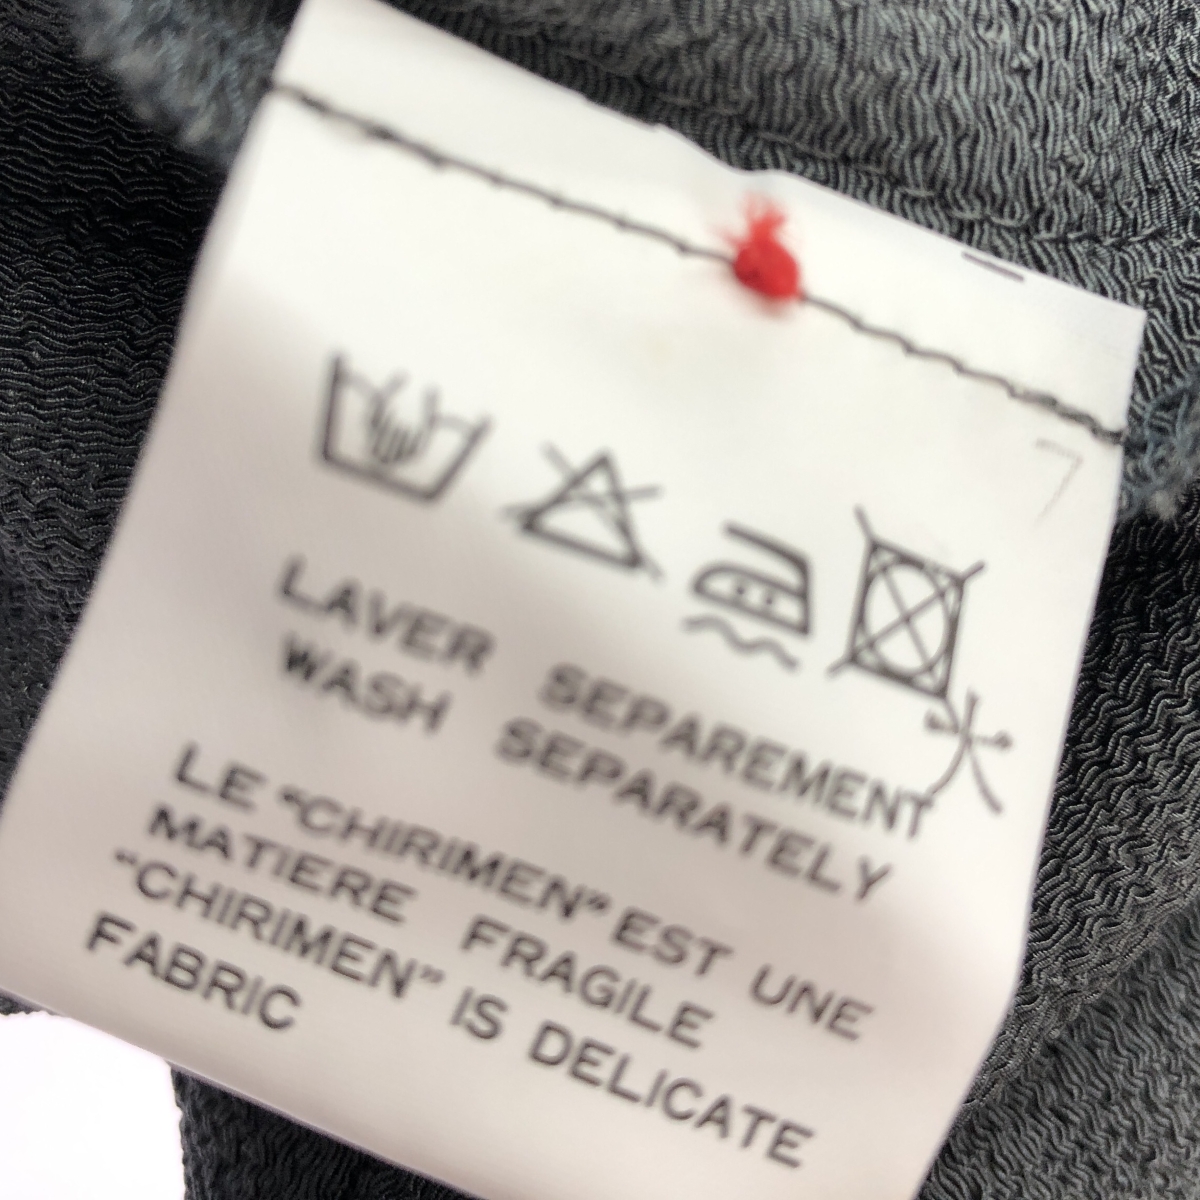 LAVER SEPAREMENT
WASH SEPARATELY
LE "CHIRIMEN" EST UNE
MATIERE FRAGILE
"CHIRIMEN" IS DELICATE
FABRIC